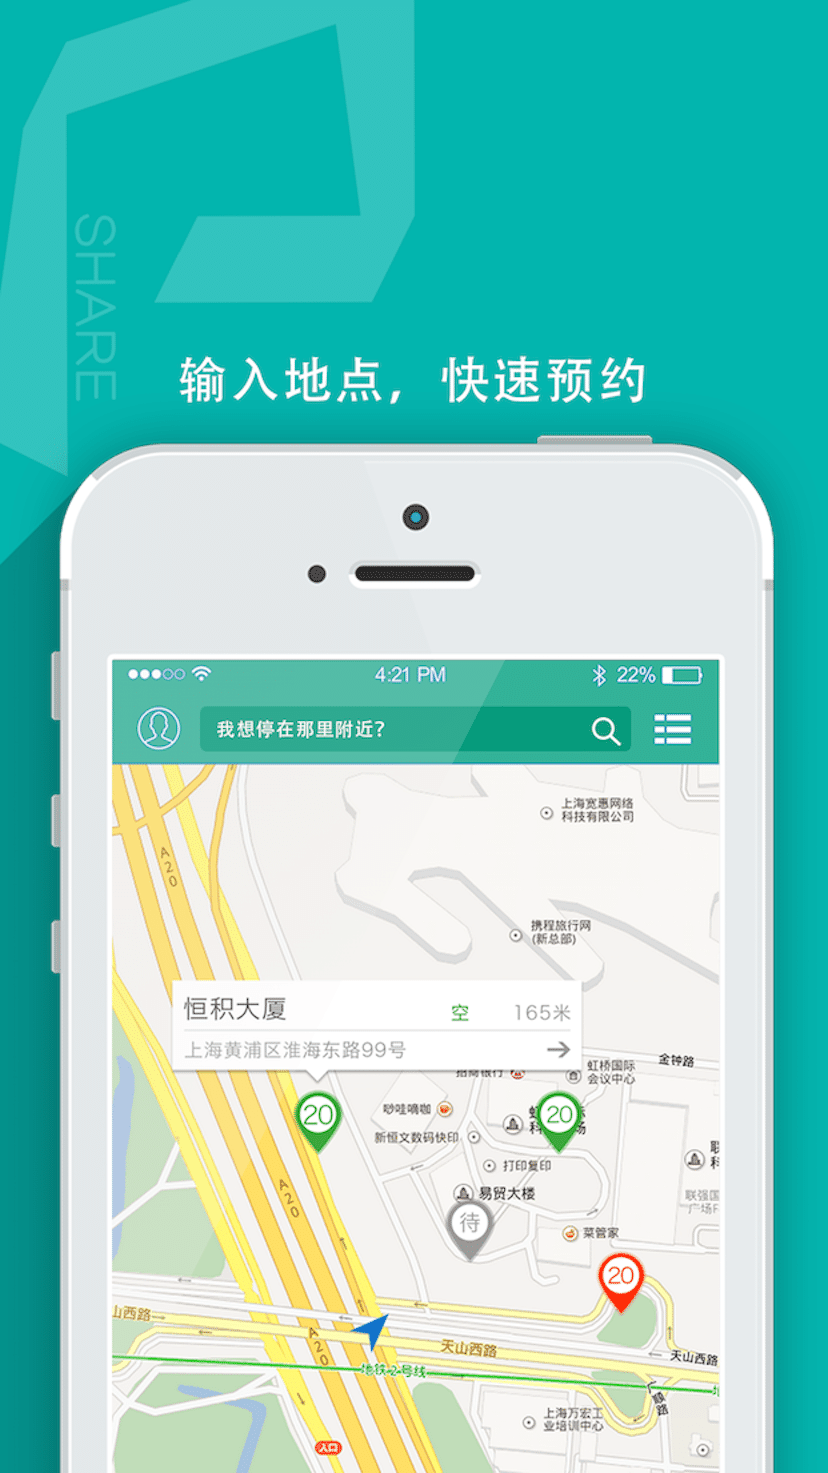 SHARE
输入地点，快速预约
4:21 PM
22%
我想停在那里附近?
上海宽惠网络
科技有限公司
A20
携程旅行网
(新总部)
恒积大厦
空
165米
上海黄浦区淮海东路99号
招商银行
虹桥国际
会议中心
金钟路
20
20
缈哇嘀咖
新恒文数码快印
打印复印
易贸大楼
待
菜管家
联强国
广场F
A20
20
山西路
A20
天山西路
天山西路
地铁2号线
上海万宏工
业培训中心
入口